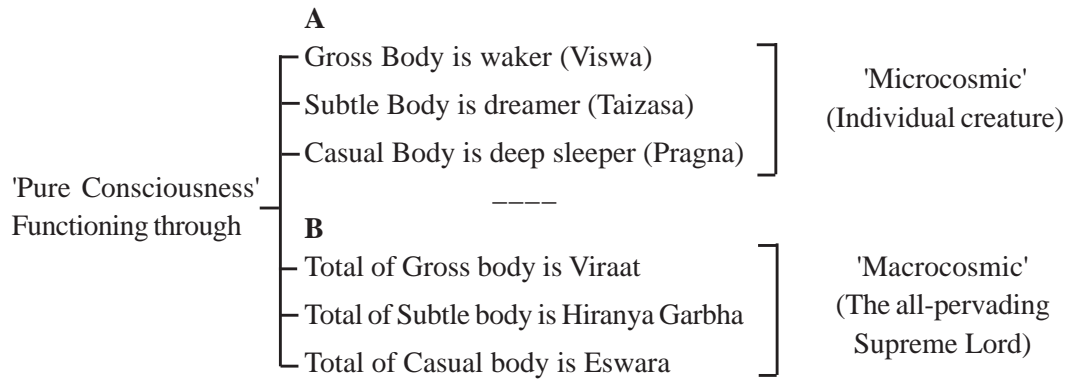 A
Gross Body is waker (Viswa)
Subtle Body is dreamer (Taizasa)
Casual Body is deep sleeper (Pragna)
'Microcosmic'
(Individual creature)
'Pure Consciousness'
Functioning through
––––
B
Total of Gross body is Viraat
Total of Subtle body is Hiranya Garbha
Total of Casual body is Eswara
'Macrocosmic'
(The all-pervading
Supreme Lord)